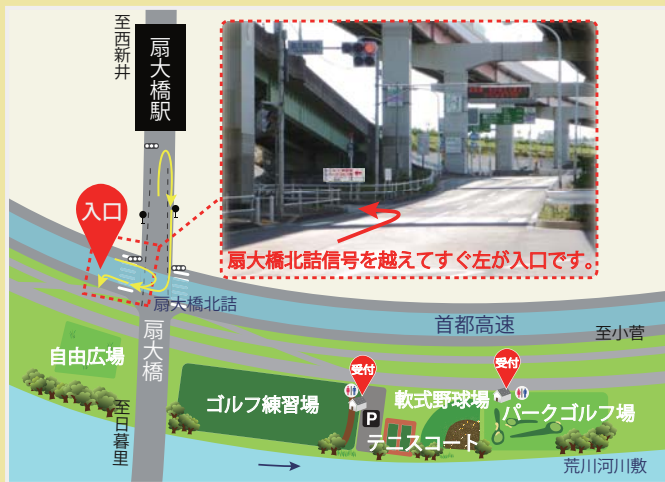 至西新井
扇大橋駅
入口
扇大橋北詰信号を越えてすぐ左が入口です。
扇大橋北詰
扇大橋
首都高速
至小菅
自由広場
受付
受付
ゴルフ練習場
P
軟式野球場
パークゴルフ場
テニスコート
至日暮里
荒川河川敷